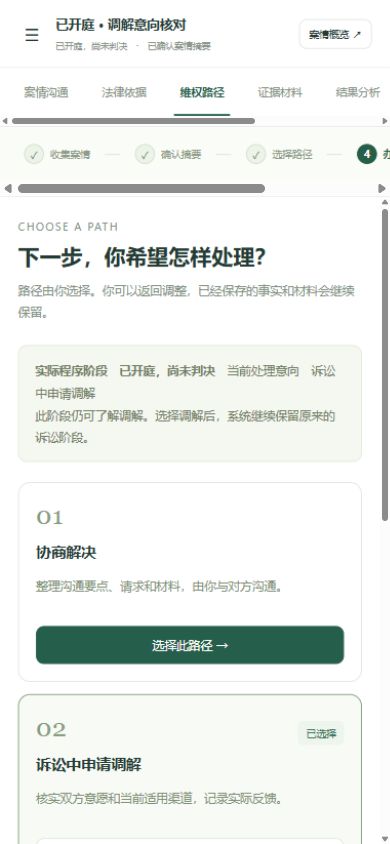 ☰ 已开庭 · 调解意向核对
已开庭，尚未判决 · 已确认案情摘要
案情概览 ↗
案情沟通 法律依据 维权路径 证据材料 结果分析
✓ 收集案情 ✓ 确认摘要 ✓ 选择路径 4
CHOOSE A PATH
下一步，你希望怎样处理？
路径由你选择。你可以返回调整，已经保存的事实和材料会继续
保留。
实际程序阶段 已开庭，尚未判决 当前处理意向 诉讼
中申请调解
此阶段仍可了解调解。选择调解后，系统继续保留原来的
诉讼阶段。
01
协商解决
整理沟通要点、请求和材料，由你与对方沟通。
选择此路径 →
02
已选择
诉讼中申请调解
核实双方意愿和当前适用渠道，记录实际反馈。